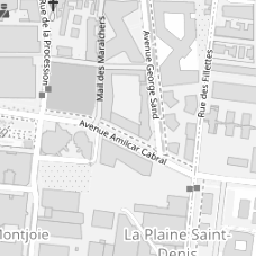 Rue de la Procession
Mail des Maraîchers
Avenue George Sand
Rue des Fillettes
Avenue Amilcar Cabral
Montjoie
La Plaine Saint-
Denis